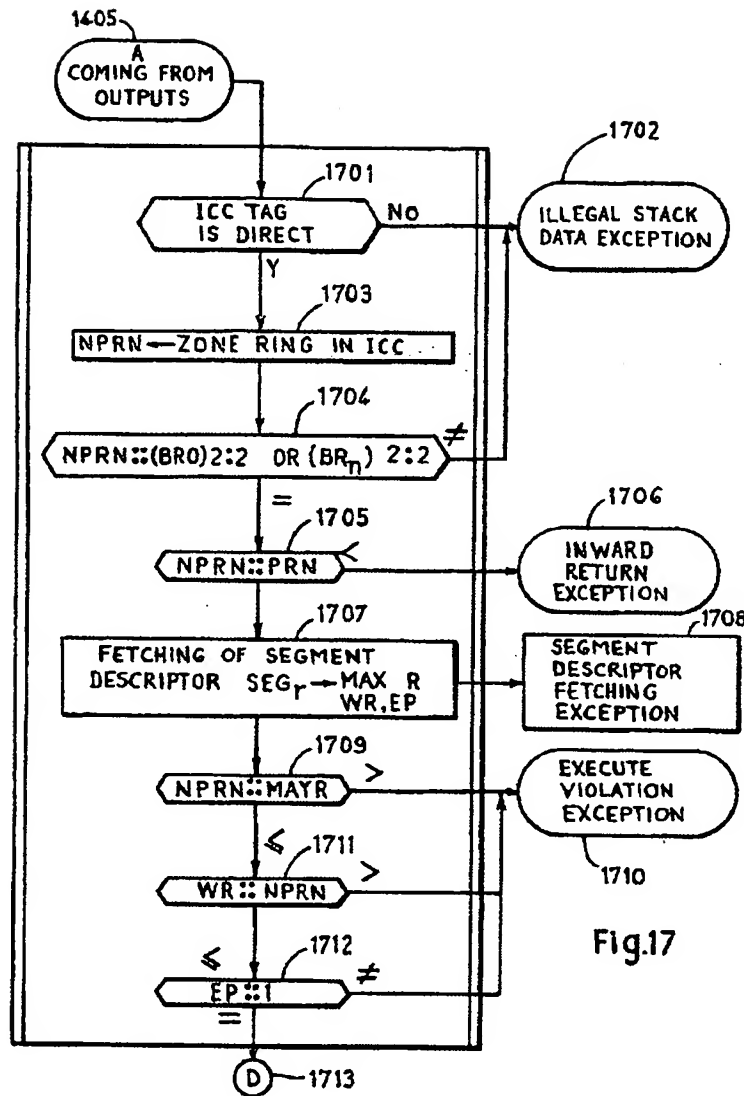 1405
A
COMING FROM
OUTPUTS
1701
ICC TAG
IS DIRECT
No
Y
1702
ILLEGAL STACK
DATA EXCEPTION
1703
NPRN ← ZONE RING IN ICC
1704
NPRN::(BRO)2:2 OR (BRn) 2:2
≠
=
1705
NPRN::PRN
<
1706
INWARD
RETURN
EXCEPTION
1707
FETCHING OF SEGMENT
DESCRIPTOR SEGr → MAX R
WR,EP
1708
SEGMENT
DESCRIPTOR
FETCHING
EXCEPTION
1709
NPRN::MAYR
>
≤
EXECUTE
VIOLATION
EXCEPTION
1710
1711
WR::NPRN
>
≤
1712
EP::1
≠
=
Fig.17
D
1713